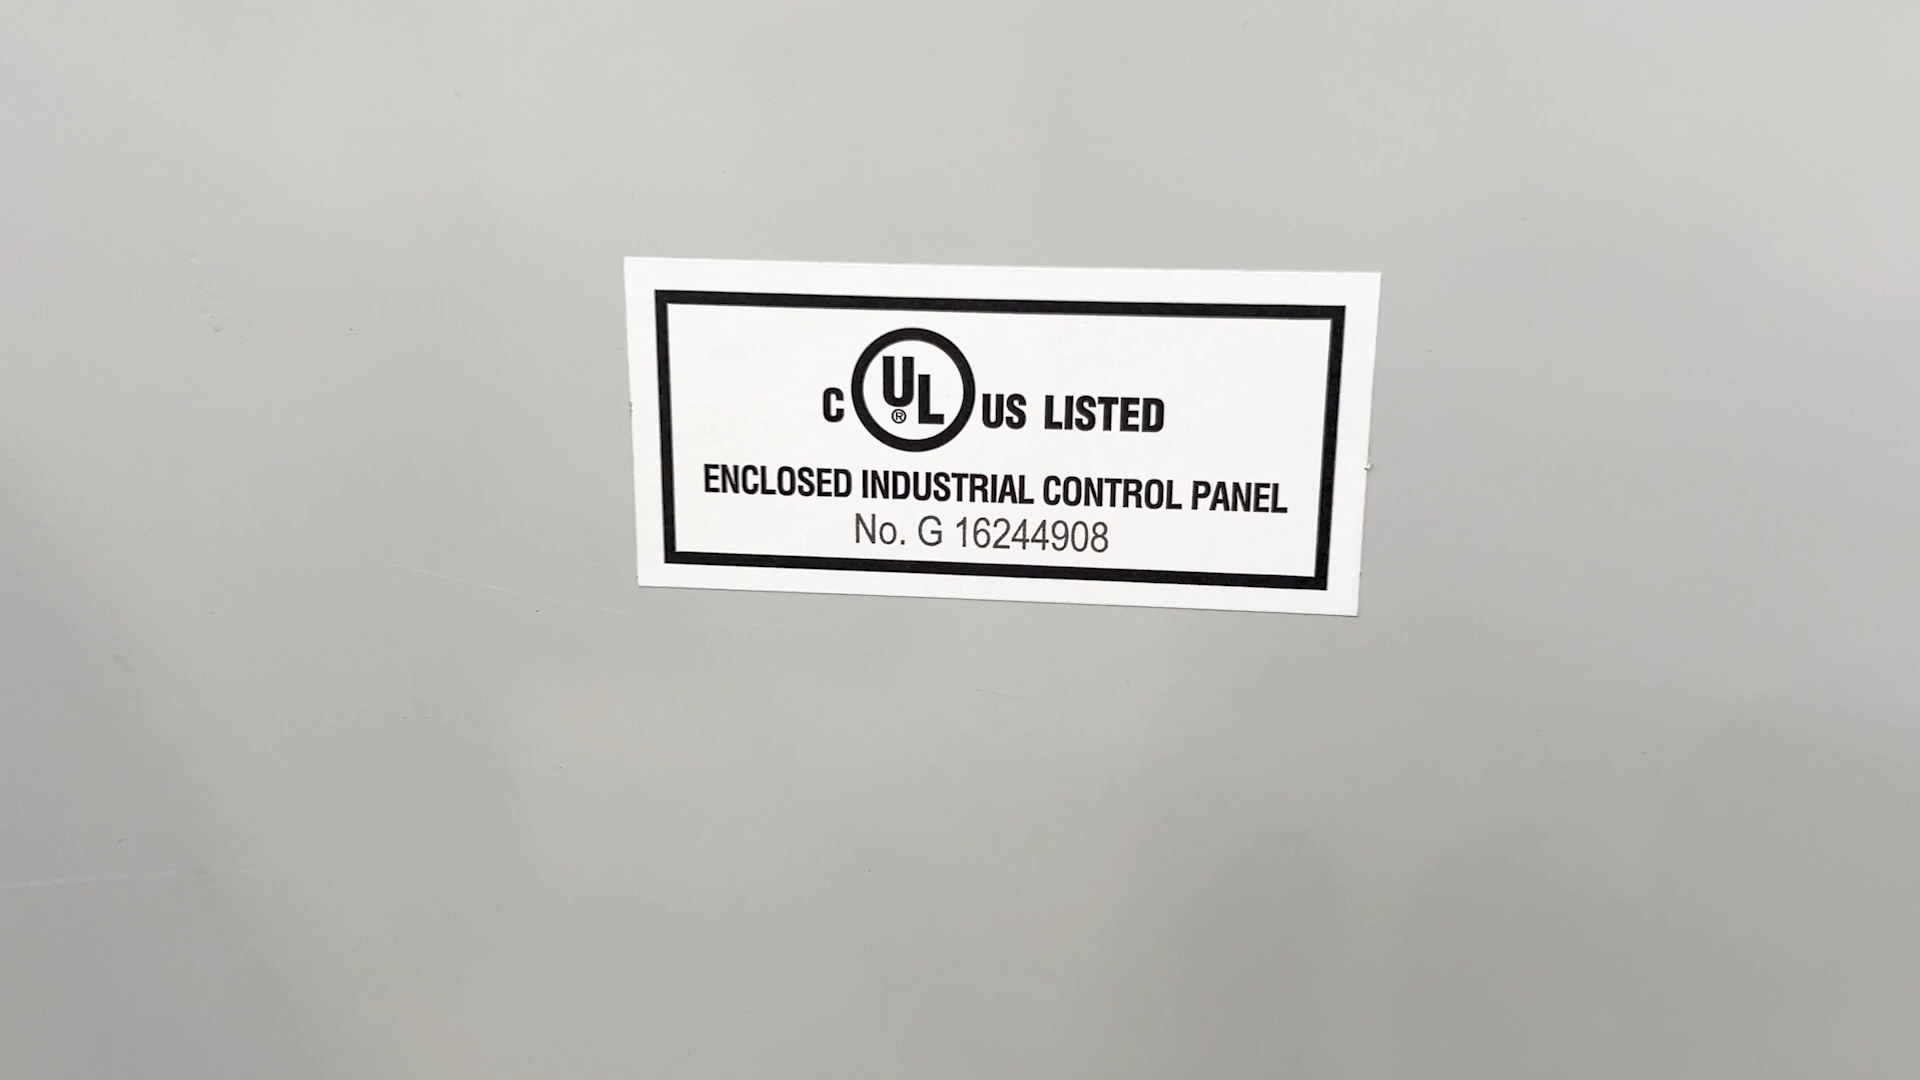 C UL® US LISTED
ENCLOSED INDUSTRIAL CONTROL PANEL
No. G 16244908